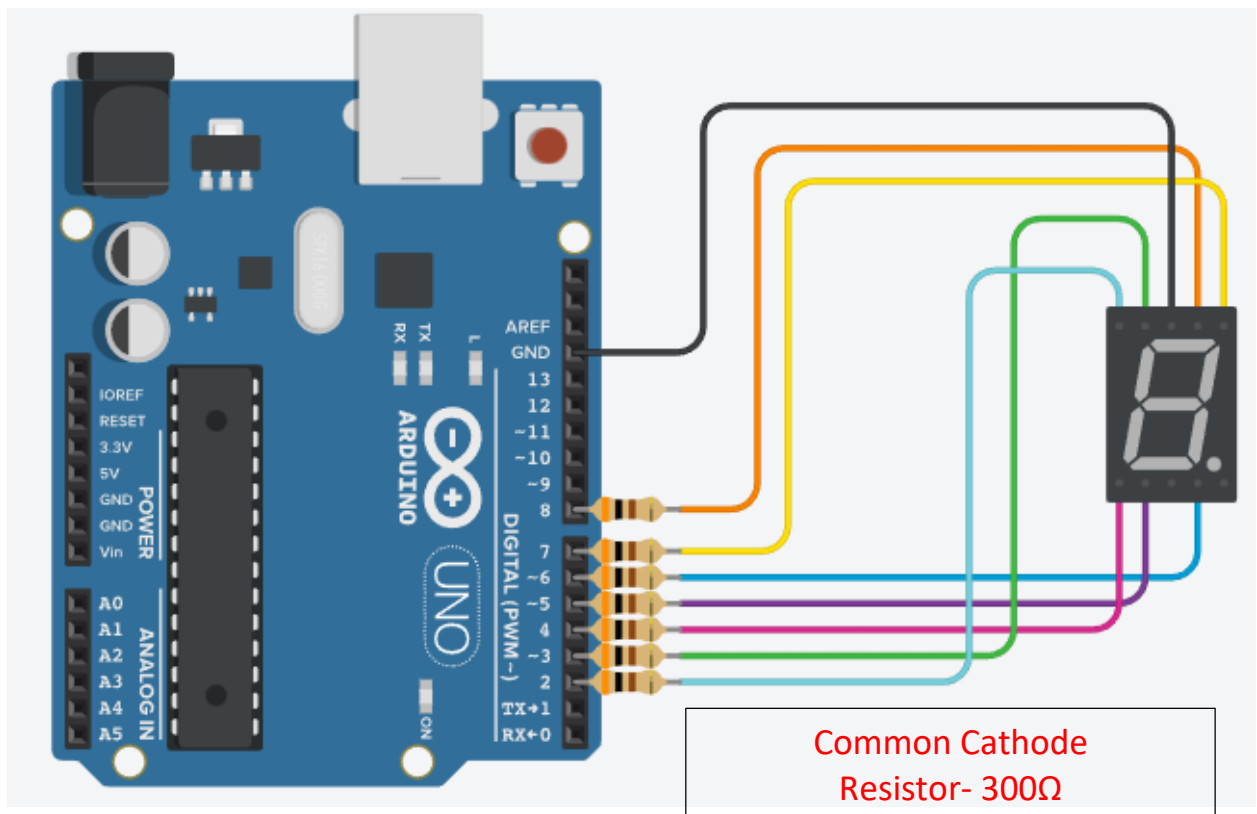 AREF
GND
13
12
~11
~10
~9
8
7
~6
~5
4
~3
2
TX→1
RX←0
DIGITAL (PWM~)
IOREF
RESET
3.3V
5V
GND
GND
Vin
POWER
A0
A1
A2
A3
A4
A5
ANALOG IN
RX
TX
L
ARDUINO
UNO
ON
Common Cathode
Resistor- 300Ω